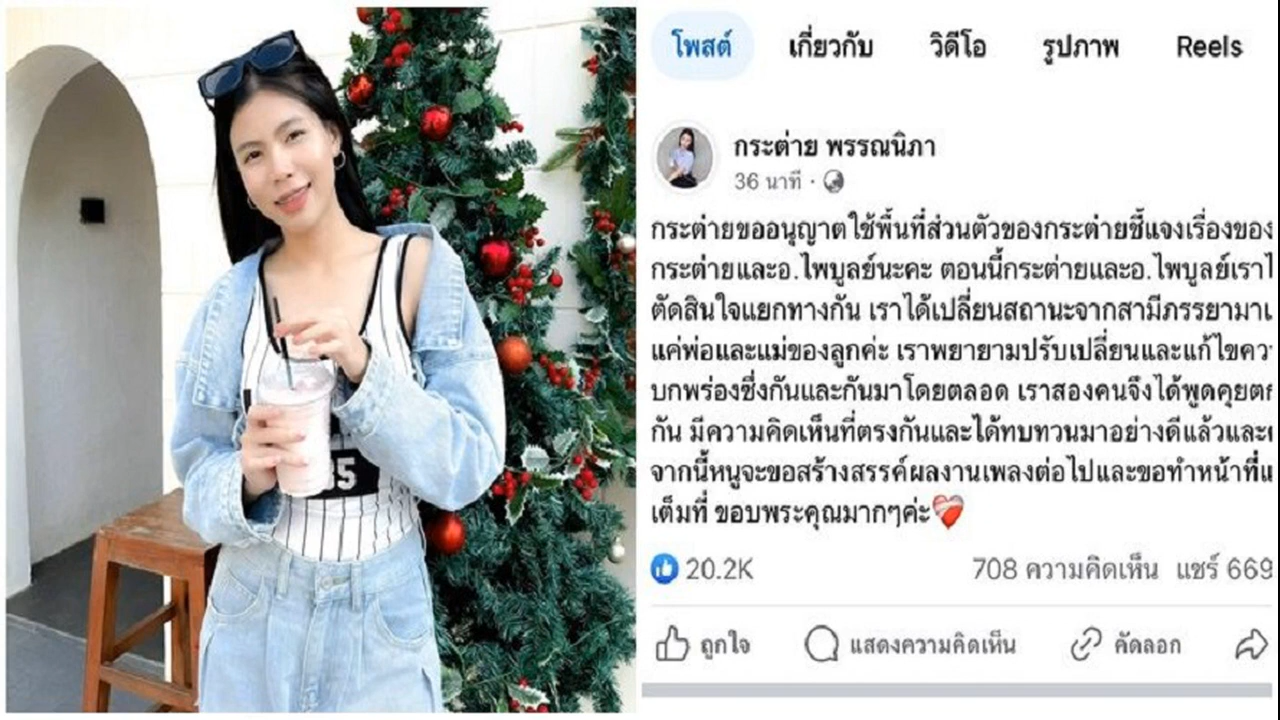 35
โพสต์ เกี่ยวกับ วิดีโอ รูปภาพ Reels
กระต่าย พรรณนิภา
36 นาที ·
กระต่ายขออนุญาตใช้พื้นที่ส่วนตัวของกระต่ายชี้แจงเรื่องของ
กระต่ายและอ.ไพบูลย์นะคะ ตอนนี้กระต่ายและอ.ไพบูลย์เราไ
ตัดสินใจแยกทางกัน เราได้เปลี่ยนสถานะจากสามีภรรยามาเ
แค่พ่อและแม่ของลูกค่ะ เราพยายามปรับเปลี่ยนและแก้ไขคว
บกพร่องซึ่งกันและกันมาโดยตลอด เราสองคนจึงได้พูดคุยตก
กัน มีความคิดเห็นที่ตรงกันและได้ทบทวนมาอย่างดีแล้วและเ
จากนี้หนูจะขอสร้างสรรค์ผลงานเพลงต่อไปและขอทำหน้าที่แ
เต็มที่ ขอบพระคุณมากๆค่ะ❤️‍🩹
20.2K 708 ความคิดเห็น แชร์ 669
ถูกใจ แสดงความคิดเห็น คัดลอก